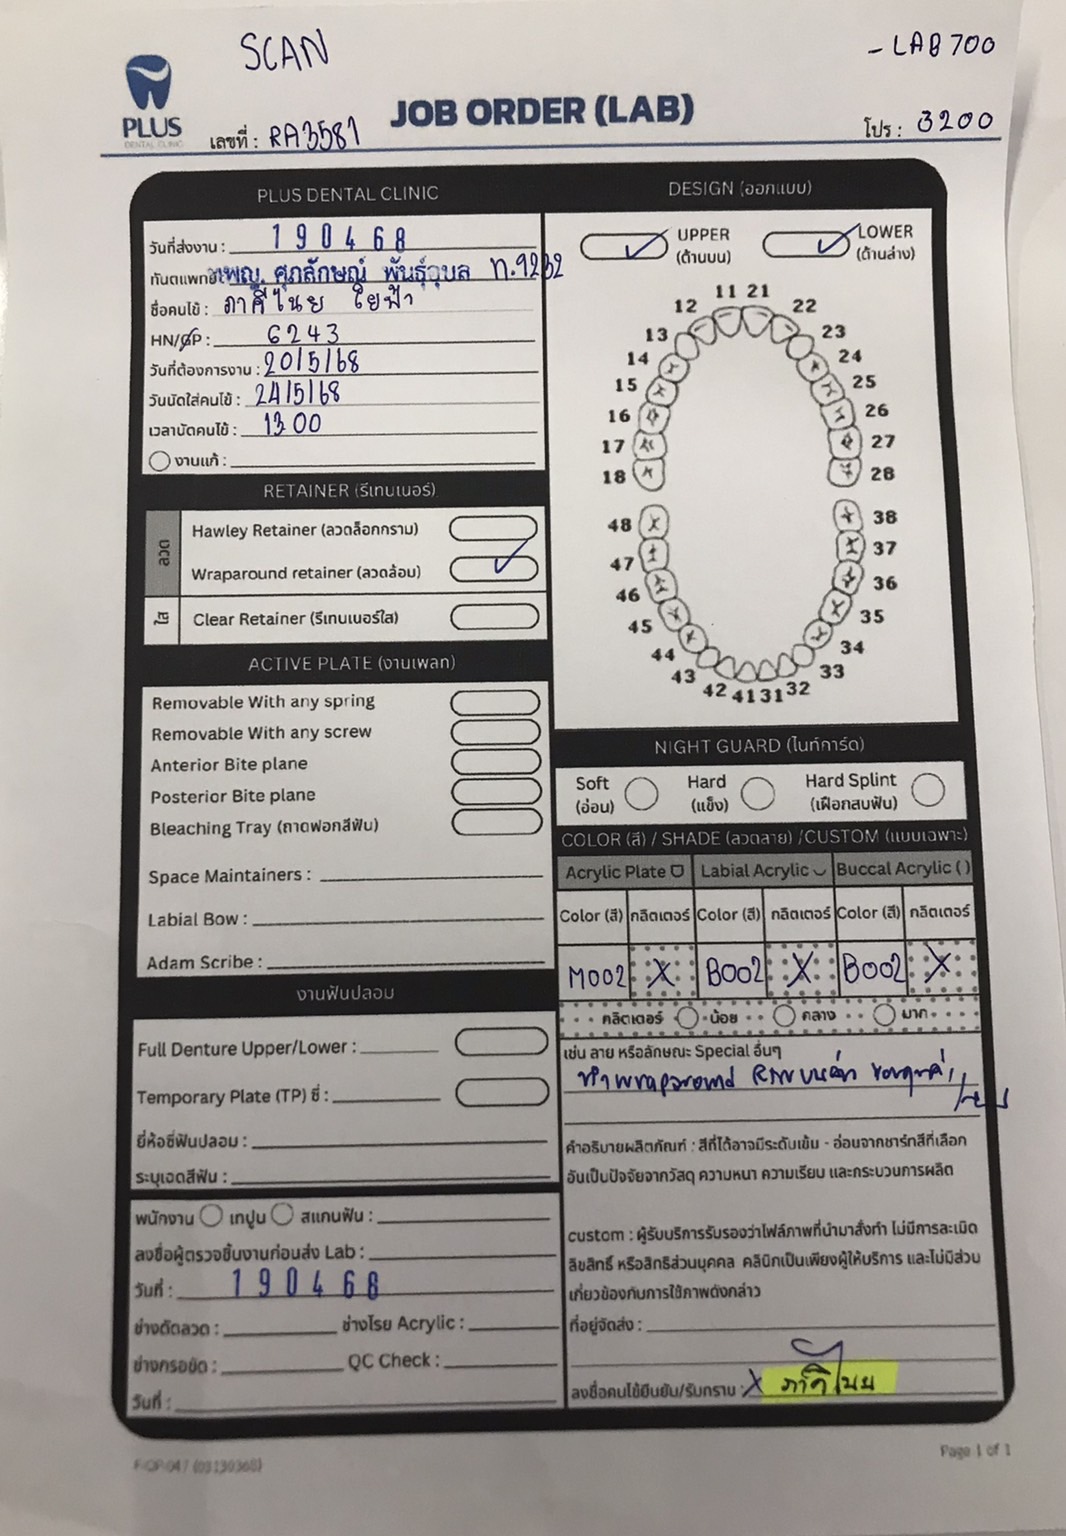 SCAN
- LAB 700
PLUS
DENTAL CLINIC
JOB ORDER (LAB)
เลขที่ : RA3581
โปร : 3200
PLUS DENTAL CLINIC
วันที่ส่งงาน : 190468
ทันตแพทย์ ทพญ. ศุภลักษณ์ พันธุ์อุบล ท.9262
ชื่อคนไข้ : ภาคิไนย ใยฟ้า
HN/GP : 6243
วันที่ต้องการงาน : 20/5/68
วันนัดใส่คนไข้ : 24/5/68
เวลานัดคนไข้ : 13 00
งานแก้ :
RETAINER (รีเทนเนอร์)
ลวด
Hawley Retainer (ลวดล็อกกราม)
Wraparound retainer (ลวดล้อม)
ใส
Clear Retainer (รีเทนเนอร์ใส)
ACTIVE PLATE (งานเพลท)
Removable With any spring
Removable With any screw
Anterior Bite plane
Posterior Bite plane
Bleaching Tray (ถาดฟอกสีฟัน)
Space Maintainers :
Labial Bow :
Adam Scribe :
งานฟันปลอม
Full Denture Upper/Lower :
Temporary Plate (TP) ซี่ :
ยี่ห้อซี่ฟันปลอม :
ระบุเฉดสีฟัน :
พนักงาน เทปูน สแกนฟัน :
ลงชื่อผู้ตรวจชิ้นงานก่อนส่ง Lab :
วันที่ : 190468
ช่างดัดลวด : ช่างโรย Acrylic :
ช่างกรอขัด : QC Check :
วันที่ :
DESIGN (ออกแบบ)
UPPER (ด้านบน)
LOWER (ด้านล่าง)
11 21
12 22
13 23
14 24
15 25
16 26
17 27
18 28
48 38
47 37
46 36
45 35
44 34
43 33
42 41 31 32
NIGHT GUARD (ไนท์การ์ด)
Soft (อ่อน)
Hard (แข็ง)
Hard Splint (เฝือกสบฟัน)
COLOR (สี) / SHADE (ลวดลาย) /CUSTOM (แบบเฉพาะ)
Acrylic Plate Labial Acrylic Buccal Acrylic ( )
Color (สี) กลิตเตอร์ Color (สี) กลิตเตอร์ Color (สี) กลิตเตอร์
M002 X B002 X B002 X
กลิตเตอร์ น้อย กลาง มาก
เช่น ลาย หรือลักษณะ Special อื่นๆ
ทำ wraparound
คำอธิบายผลิตภัณฑ์ : สีที่ได้อาจมีระดับเข้ม - อ่อนจากชาร์ทสีที่เลือก
อันเป็นปัจจัยจากวัสดุ ความหนา ความเรียบ และกระบวนการผลิต
custom : ผู้รับบริการรับรองว่าไฟล์ภาพที่นำมาสั่งทำ ไม่มีการละเมิด
ลิขสิทธิ์ หรือสิทธิส่วนบุคคล คลินิกเป็นเพียงผู้ให้บริการ และไม่มีส่วน
เกี่ยวข้องกับการใช้ภาพดังกล่าว
ที่อยู่จัดส่ง :
ลงชื่อคนไข้ยืนยัน/รับทราบ : X ภาคิไนย
Page 1 of 1